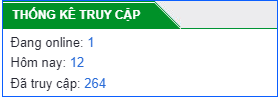 THỐNG KÊ TRUY CẬP
Đang online: 1
Hôm nay: 12
Đã truy cập: 264